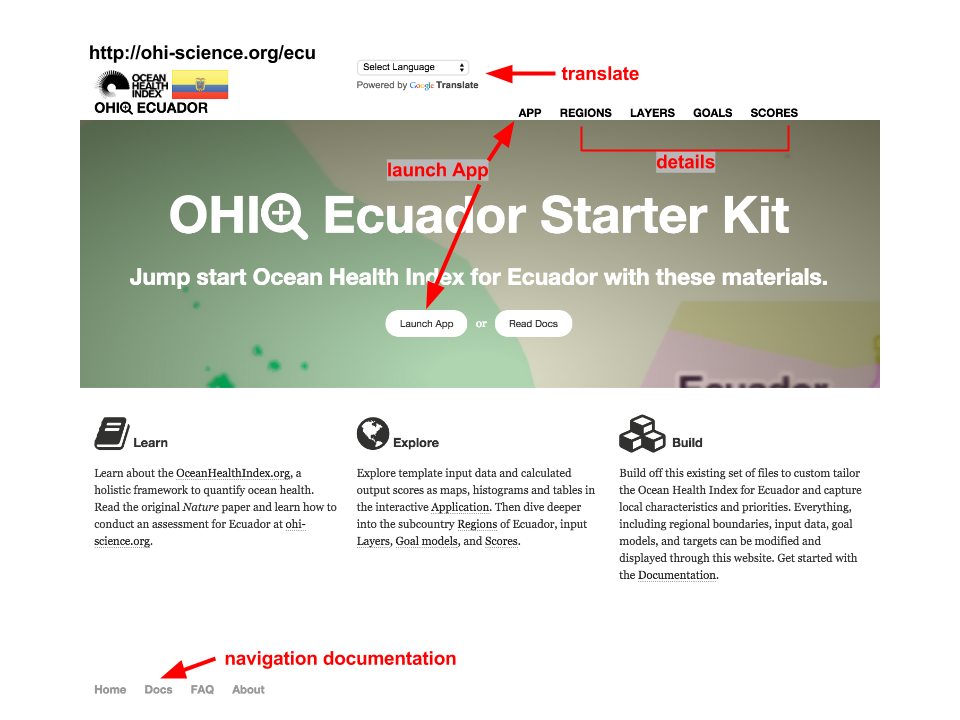 http://ohi-science.org/ecu
Select Language
translate
OCEAN
HEALTH
INDEX
Powered by Google Translate
OHI ECUADOR
APP REGIONS LAYERS GOALS SCORES
launch App
details
OHI Ecuador Starter Kit
Jump start Ocean Health Index for Ecuador with these materials.
Launch App or Read Docs
Ecuador
Learn
Learn about the OceanHealthIndex.org, a
holistic framework to quantify ocean health.
Read the original Nature paper and learn how to
conduct an assessment for Ecuador at ohi-
science.org.
Explore
Explore template input data and calculated
output scores as maps, histograms and tables in
the interactive Application. Then dive deeper
into the subcountry Regions of Ecuador, input
Layers, Goal models, and Scores.
Build
Build off this existing set of files to custom tailor
the Ocean Health Index for Ecuador and capture
local characteristics and priorities. Everything,
including regional boundaries, input data, goal
models, and targets can be modified and
displayed through this website. Get started with
the Documentation.
navigation documentation
Home Docs FAQ About